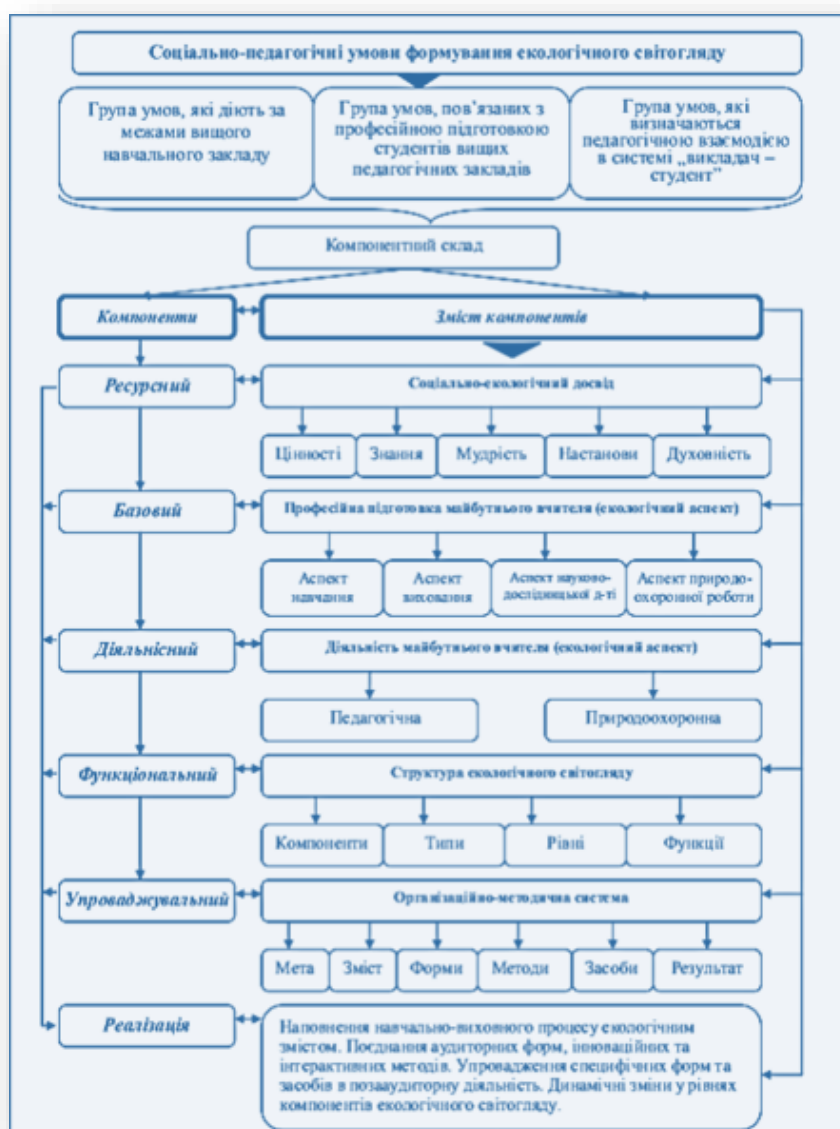 Соціально-педагогічні умови формування екологічного світогляду
Група умов, які діють за
межами вищого
навчального закладу
Група умов, пов’язаних з
професійною підготовкою
студентів вищих
педагогічних закладів
Група умов, які
визначаються
педагогічною взаємодією
в системі „викладач –
студент”
Компонентний склад
Компоненти
Зміст компонентів
Ресурсний
Соціально-екологічний досвід
Цінності
Знання
Мудрість
Настанови
Духовність
Базовий
Професійна підготовка майбутнього вчителя (екологічний аспект)
Аспект
навчання
Аспект
виховання
Аспект науково-
дослідницької д-ті
Аспект природо-
охоронної роботи
Діяльнісний
Діяльність майбутнього вчителя (екологічний аспект)
Педагогічна
Природоохоронна
Функціональний
Структура екологічного світогляду
Компоненти
Типи
Рівні
Функції
Упроваджувальний
Організаційно-методична система
Мета
Зміст
Форми
Методи
Засоби
Результат
Реалізація
Наповнення навчально-виховного процесу екологічним
змістом. Поєднання аудиторних форм, інноваційних та
інтерактивних методів. Упровадження специфічних форм та
засобів в позааудиторну діяльність. Динамічні зміни у рівнях
компонентів екологічного світогляду.